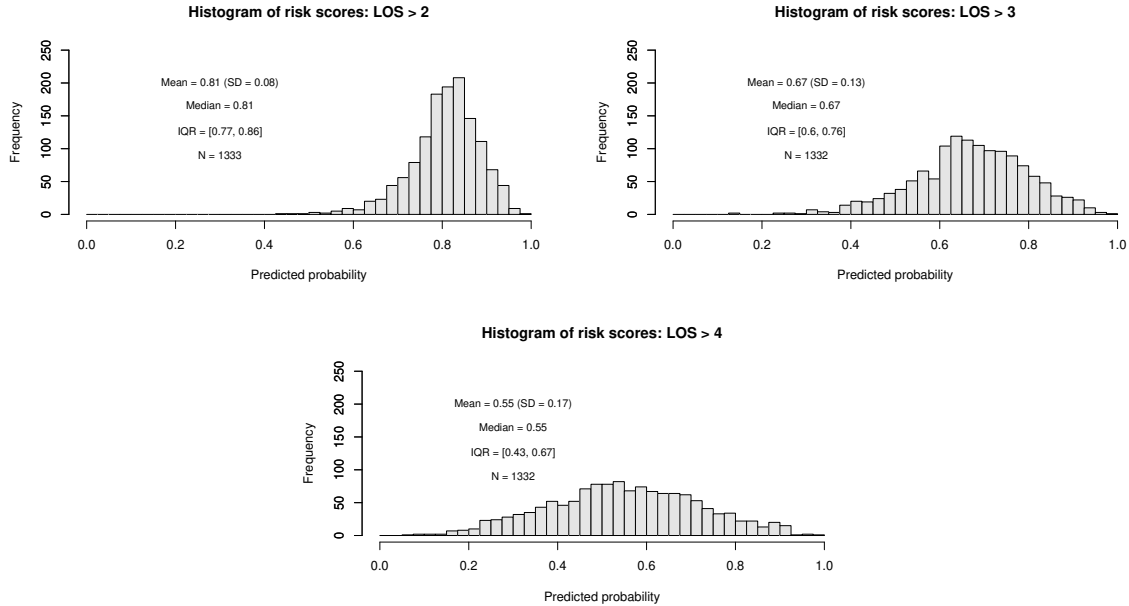 Histogram of risk scores: LOS > 2
Frequency
250
200
150
100
50
0
Mean = 0.81 (SD = 0.08)
Median = 0.81
IQR = [0.77, 0.86]
N = 1333
0.0 0.2 0.4 0.6 0.8 1.0
Predicted probability
Histogram of risk scores: LOS > 3
Frequency
250
200
150
100
50
0
Mean = 0.67 (SD = 0.13)
Median = 0.67
IQR = [0.6, 0.76]
N = 1332
0.0 0.2 0.4 0.6 0.8 1.0
Predicted probability
Histogram of risk scores: LOS > 4
Frequency
250
200
150
100
50
0
Mean = 0.55 (SD = 0.17)
Median = 0.55
IQR = [0.43, 0.67]
N = 1332
0.0 0.2 0.4 0.6 0.8 1.0
Predicted probability